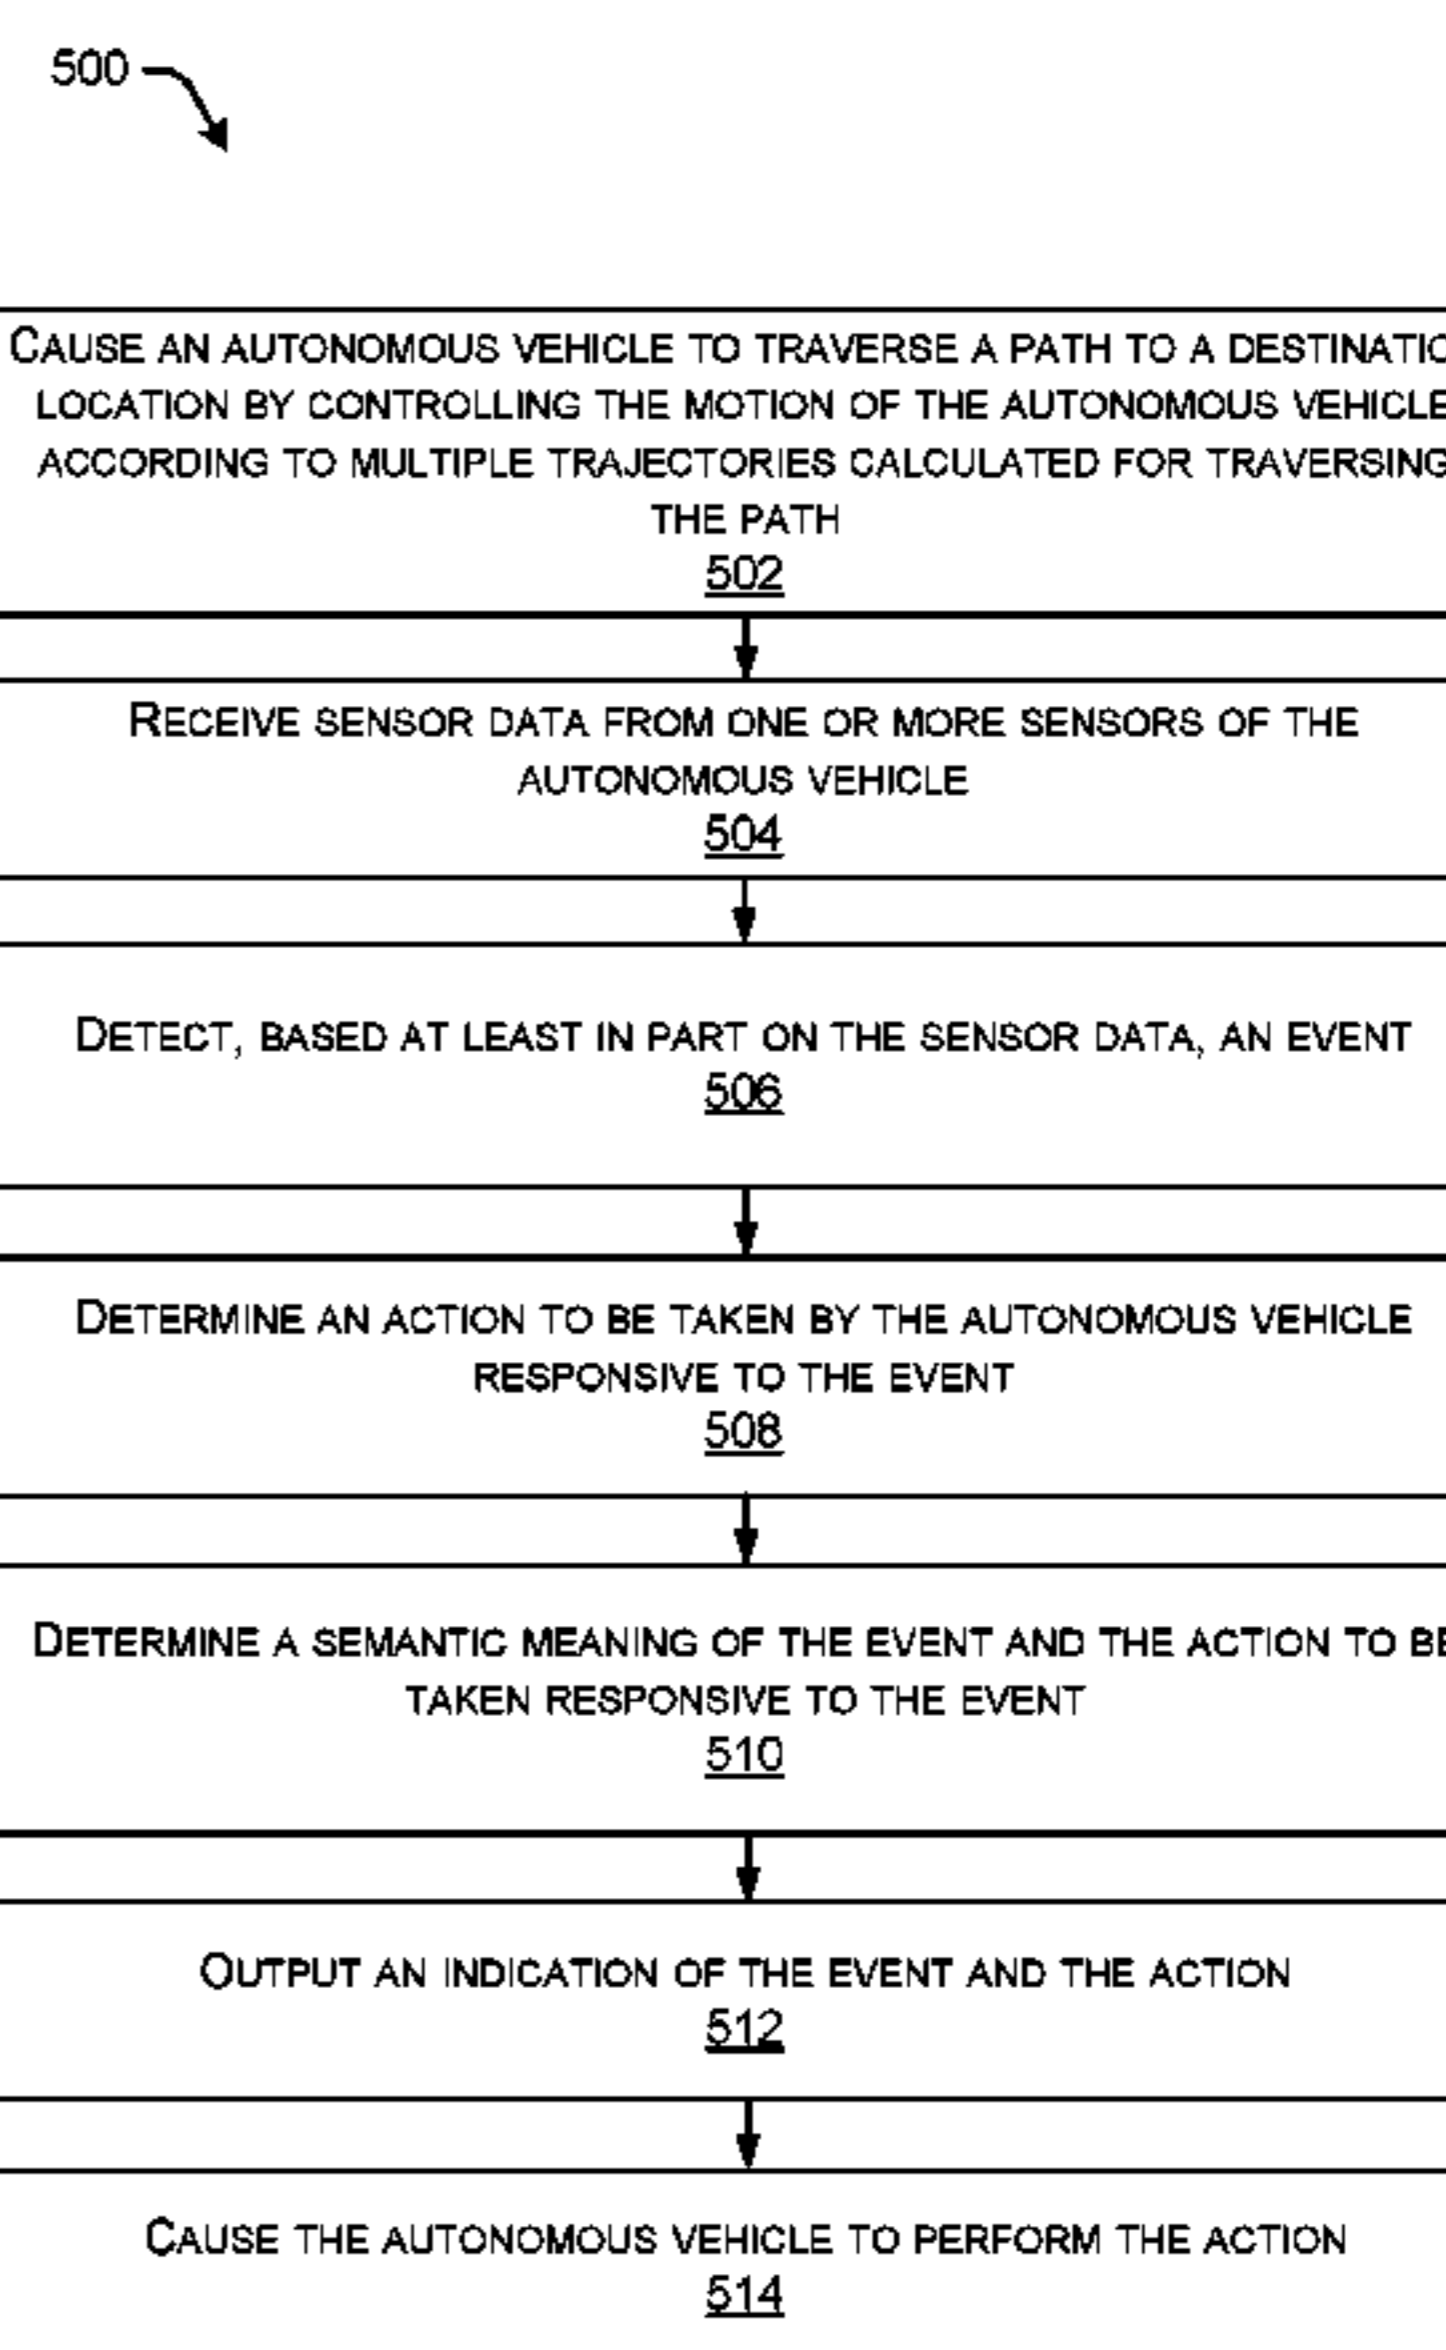 500
CAUSE AN AUTONOMOUS VEHICLE TO TRAVERSE A PATH TO A DESTINATIO
LOCATION BY CONTROLLING THE MOTION OF THE AUTONOMOUS VEHICLE
ACCORDING TO MULTIPLE TRAJECTORIES CALCULATED FOR TRAVERSING
THE PATH
502
RECEIVE SENSOR DATA FROM ONE OR MORE SENSORS OF THE
AUTONOMOUS VEHICLE
504
DETECT, BASED AT LEAST IN PART ON THE SENSOR DATA, AN EVENT
506
DETERMINE AN ACTION TO BE TAKEN BY THE AUTONOMOUS VEHICLE
RESPONSIVE TO THE EVENT
508
DETERMINE A SEMANTIC MEANING OF THE EVENT AND THE ACTION TO BE
TAKEN RESPONSIVE TO THE EVENT
510
OUTPUT AN INDICATION OF THE EVENT AND THE ACTION
512
CAUSE THE AUTONOMOUS VEHICLE TO PERFORM THE ACTION
514